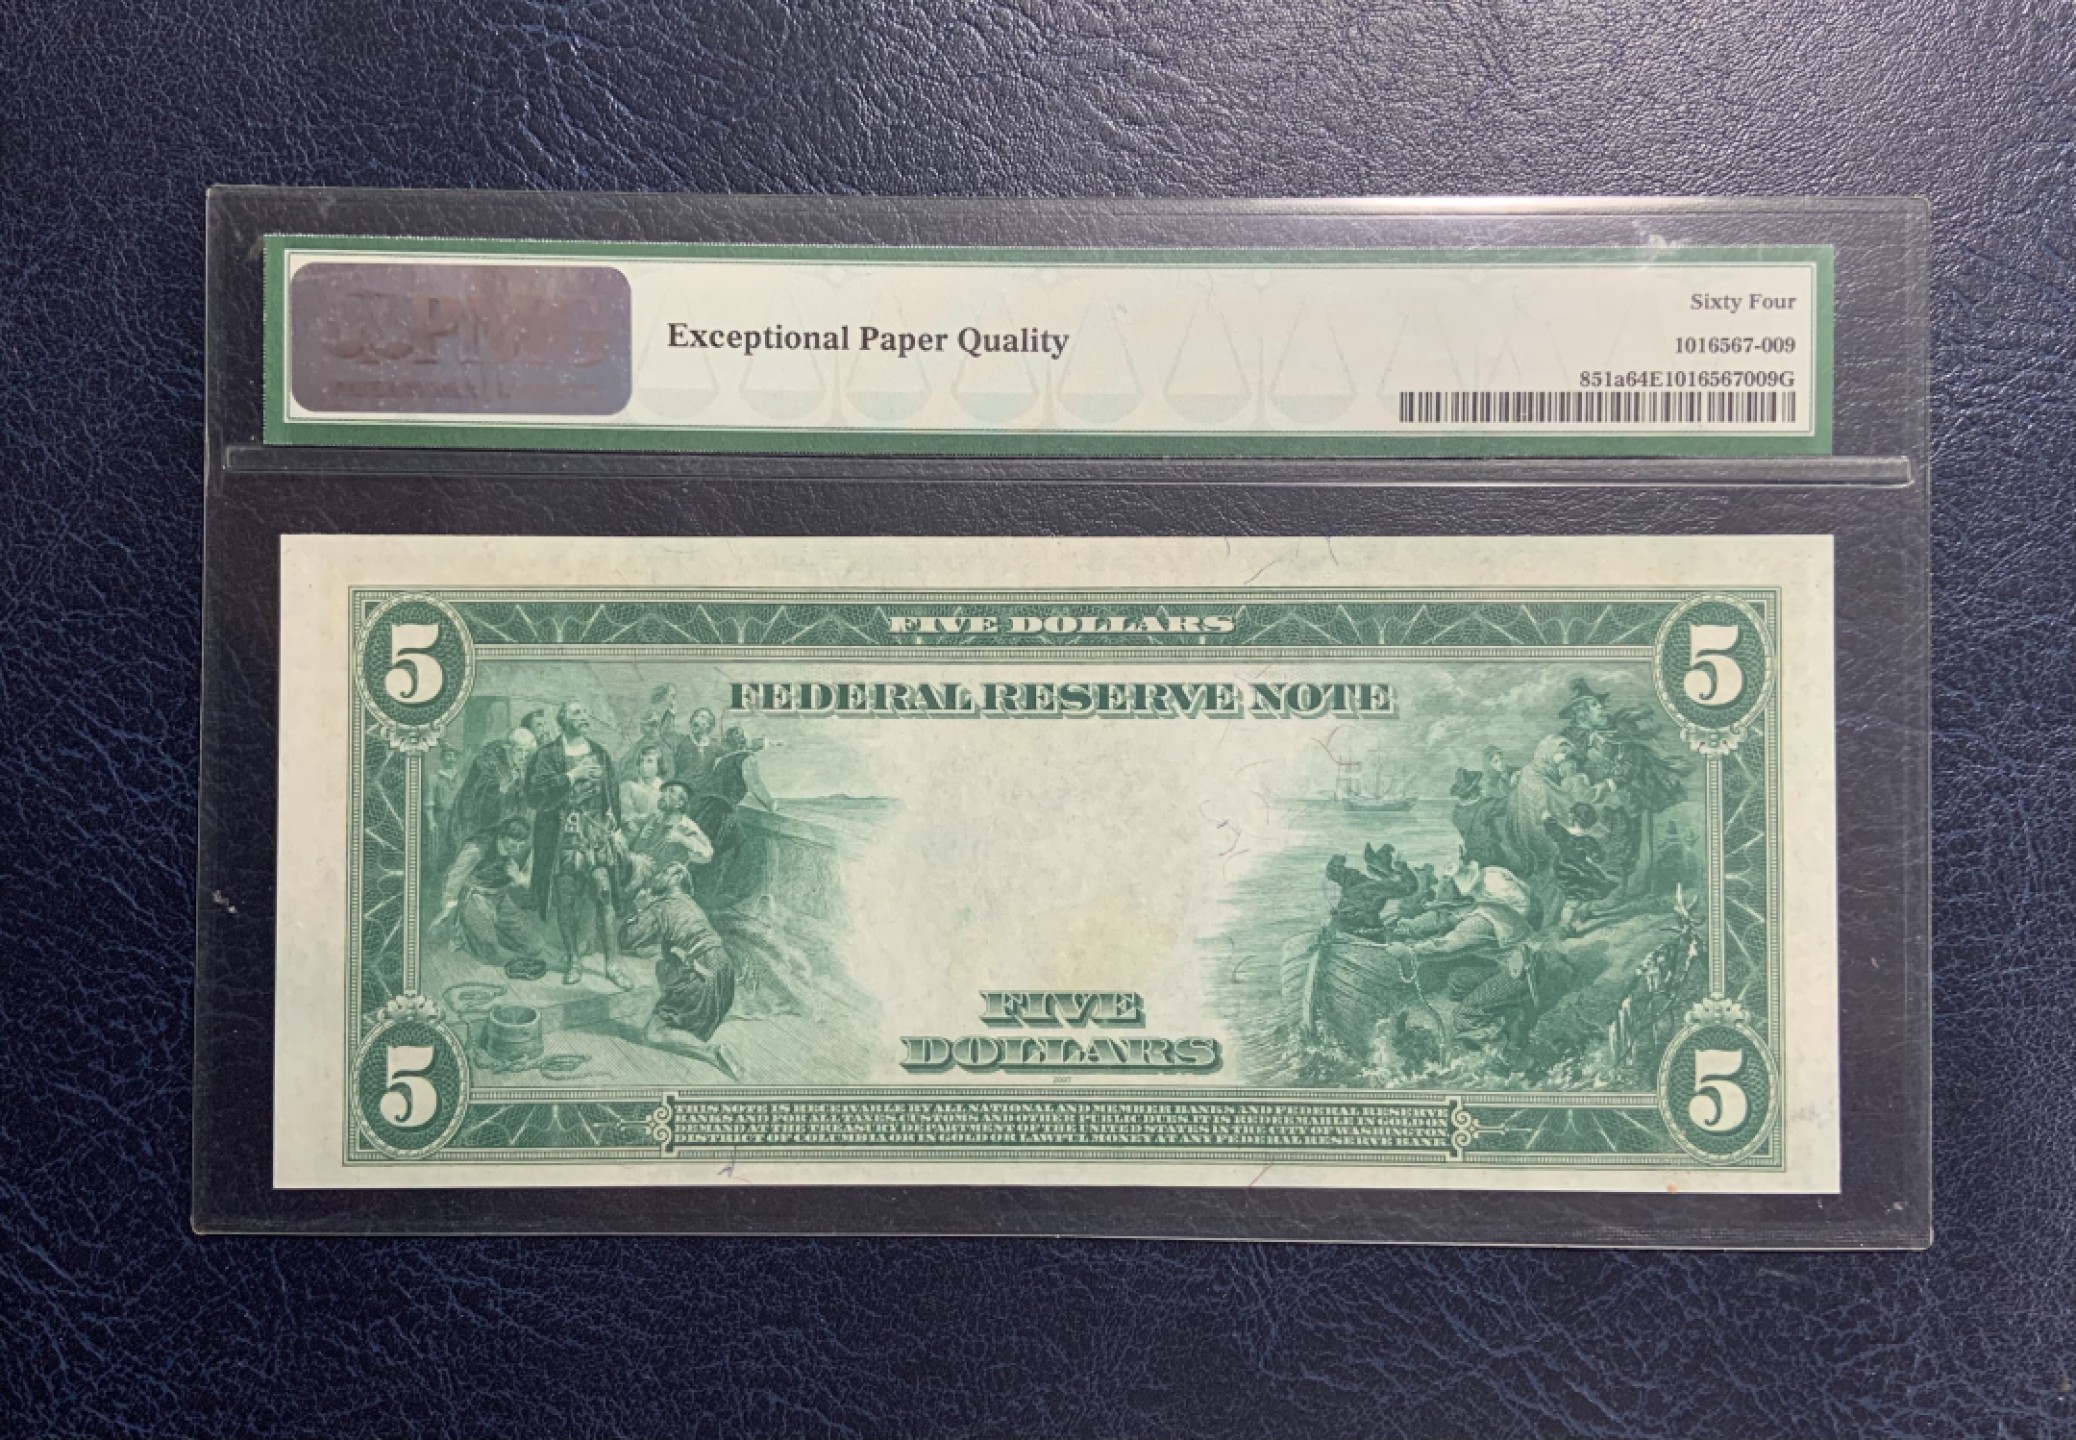 PMG
Exceptional Paper Quality
Sixty Four
1016567-009
851a64E1016567009G
5
FIVE DOLLARS
5
FEDERAL RESERVE NOTE
FIVE
DOLLARS
2007
5
THIS NOTE IS RECEIVABLE BY ALL NATIONAL AND MEMBER BANKS AND FEDERAL RESERVE
BANKS AND FOR ALL TAXES, CUSTOMS AND OTHER PUBLIC DUES. IT IS REDEEMABLE IN GOLD ON
DEMAND AT THE TREASURY DEPARTMENT OF THE UNITED STATES IN THE CITY OF WASHINGTON,
DISTRICT OF COLUMBIA OR IN GOLD OR LAWFUL MONEY AT ANY FEDERAL RESERVE BANK.
5